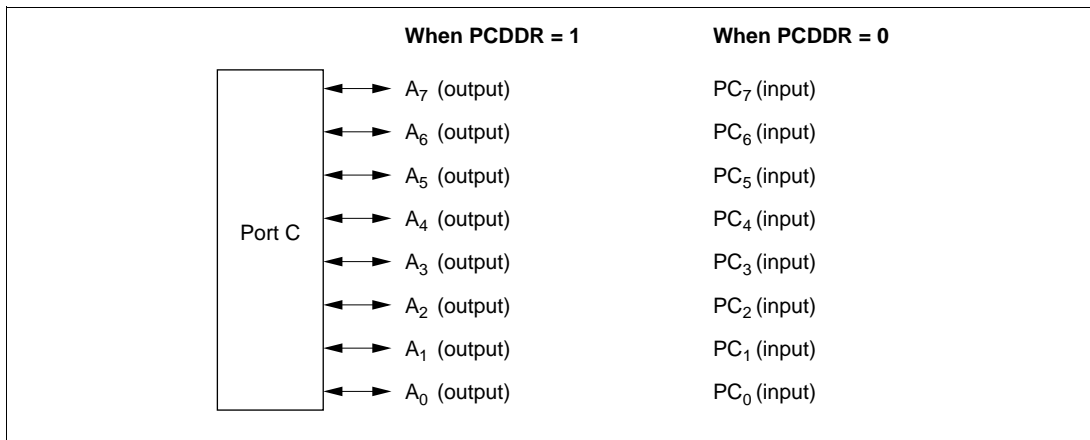 When PCDDR = 1 When PCDDR = 0
A7 (output) PC7 (input)
A6 (output) PC6 (input)
A5 (output) PC5 (input)
A4 (output) PC4 (input)
Port C
A3 (output) PC3 (input)
A2 (output) PC2 (input)
A1 (output) PC1 (input)
A0 (output) PC0 (input)